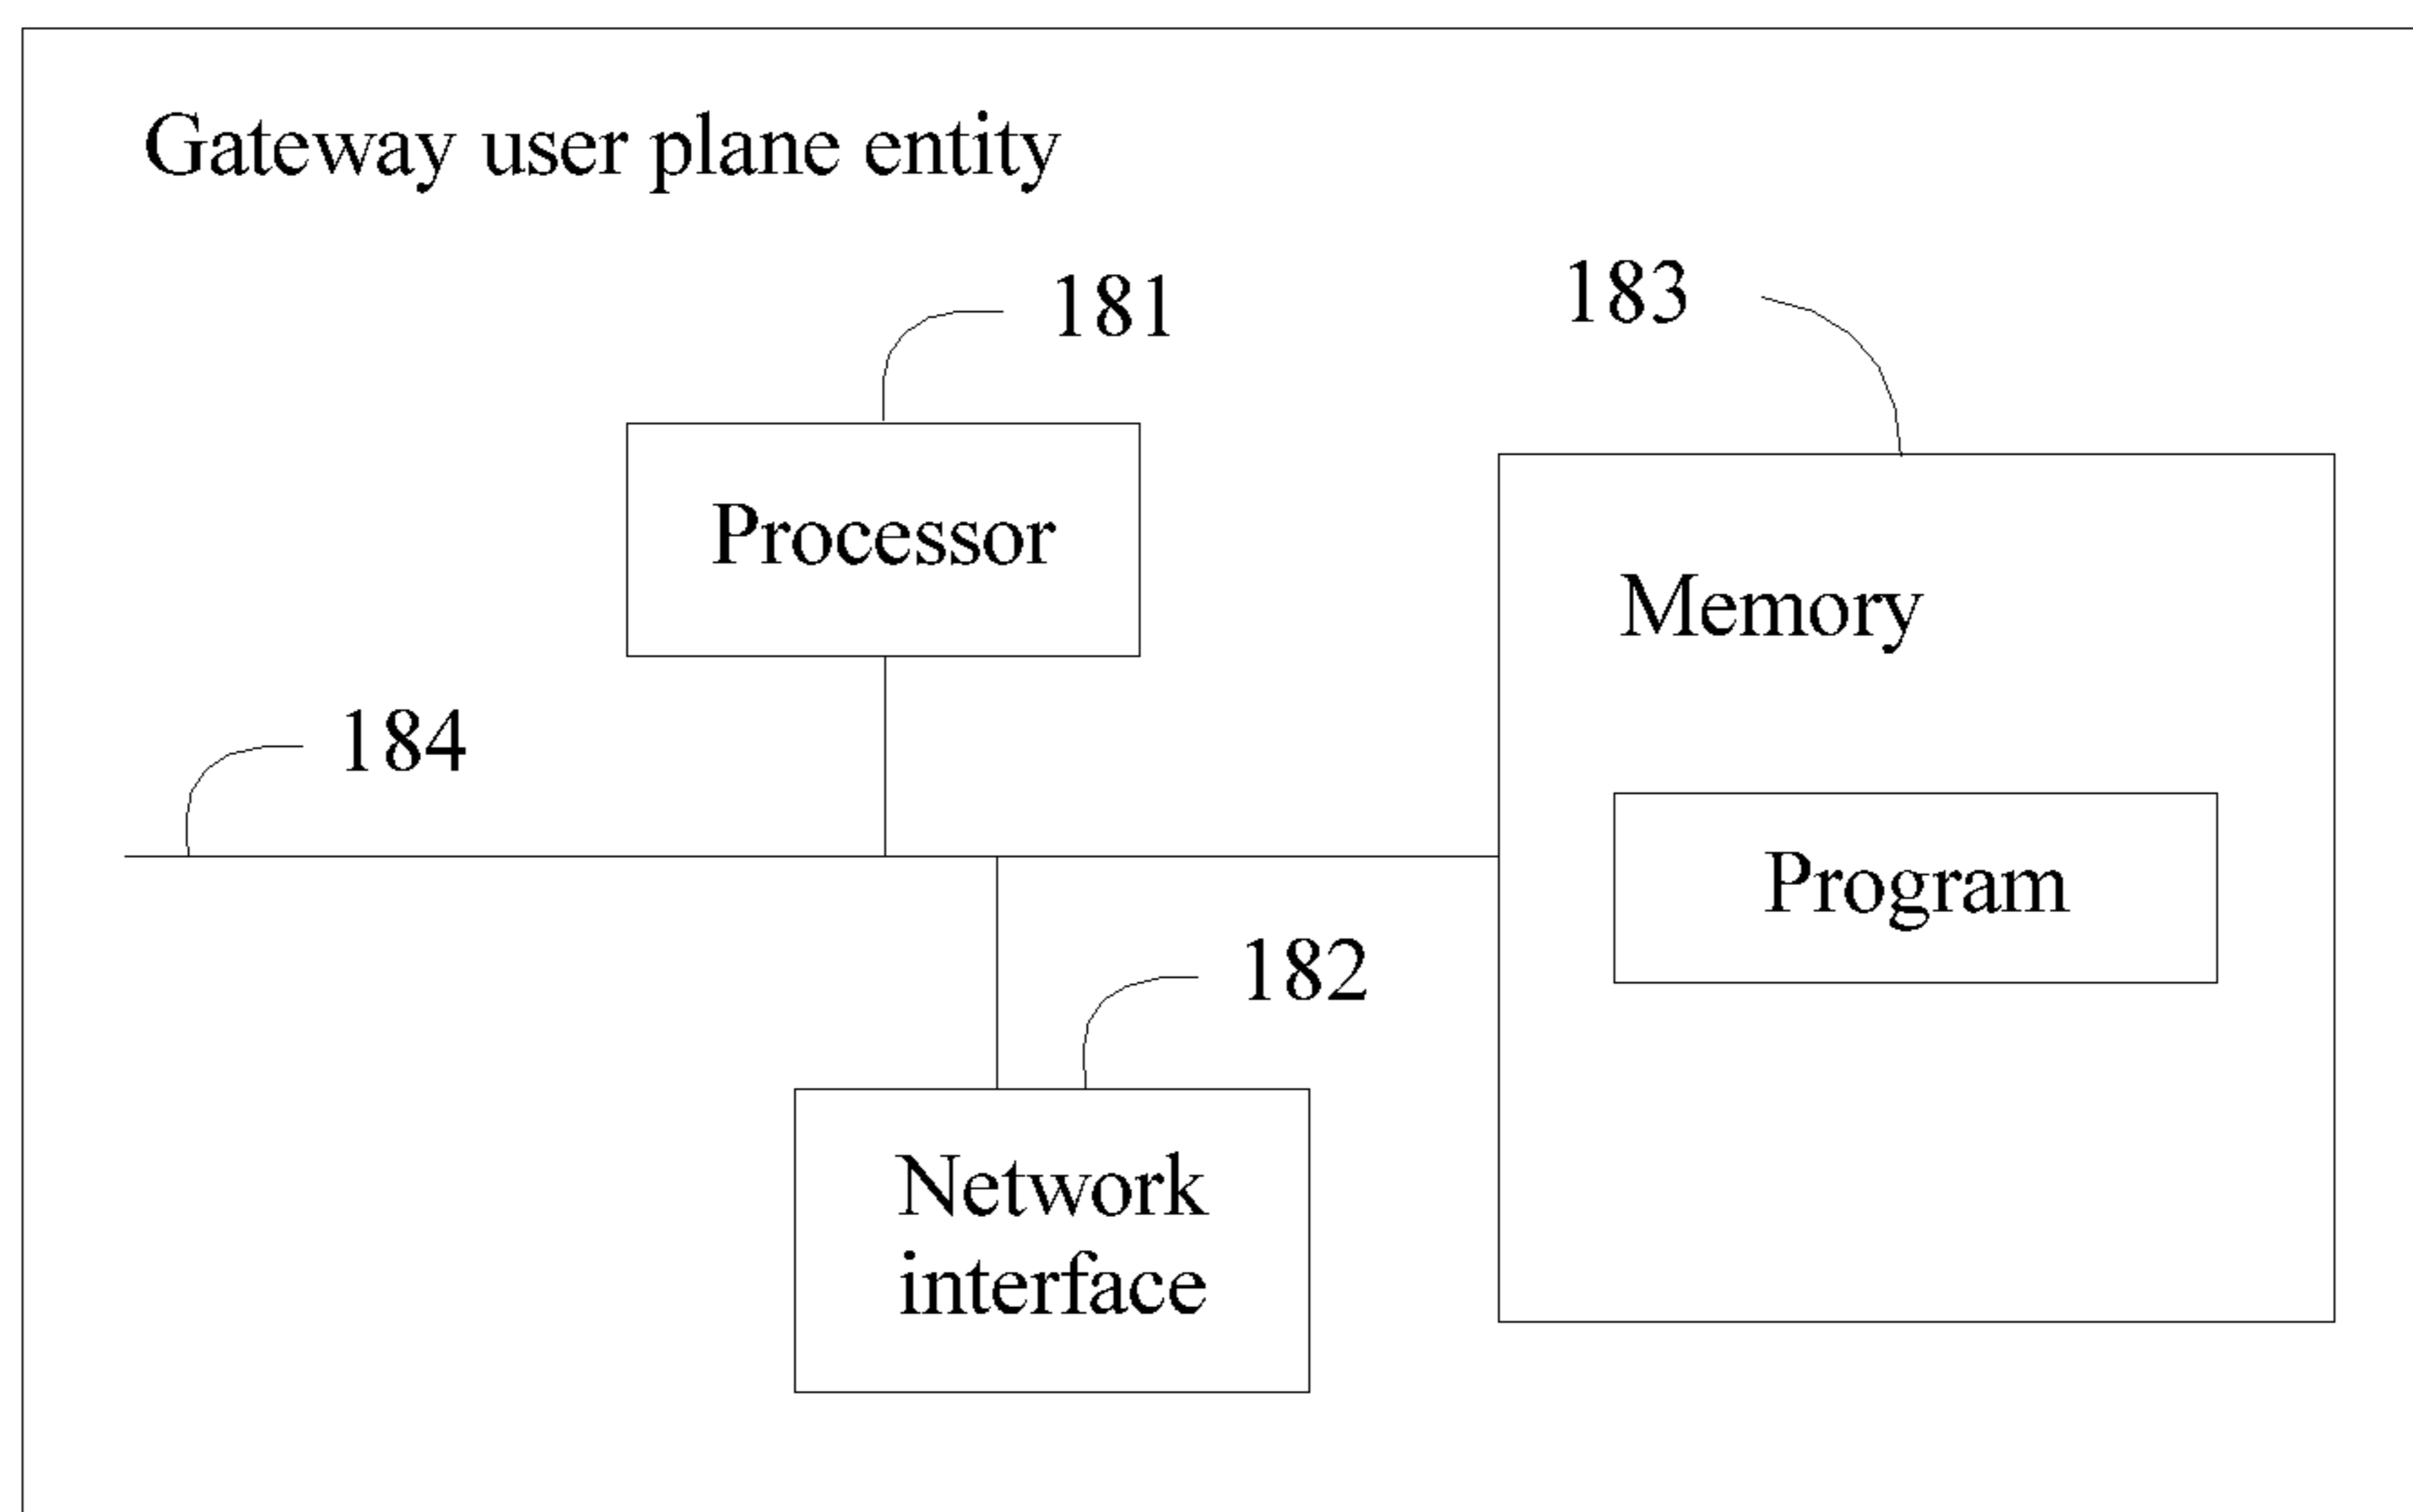 Gateway user plane entity
181
183
Processor
Memory
184
Program
182
Network
interface